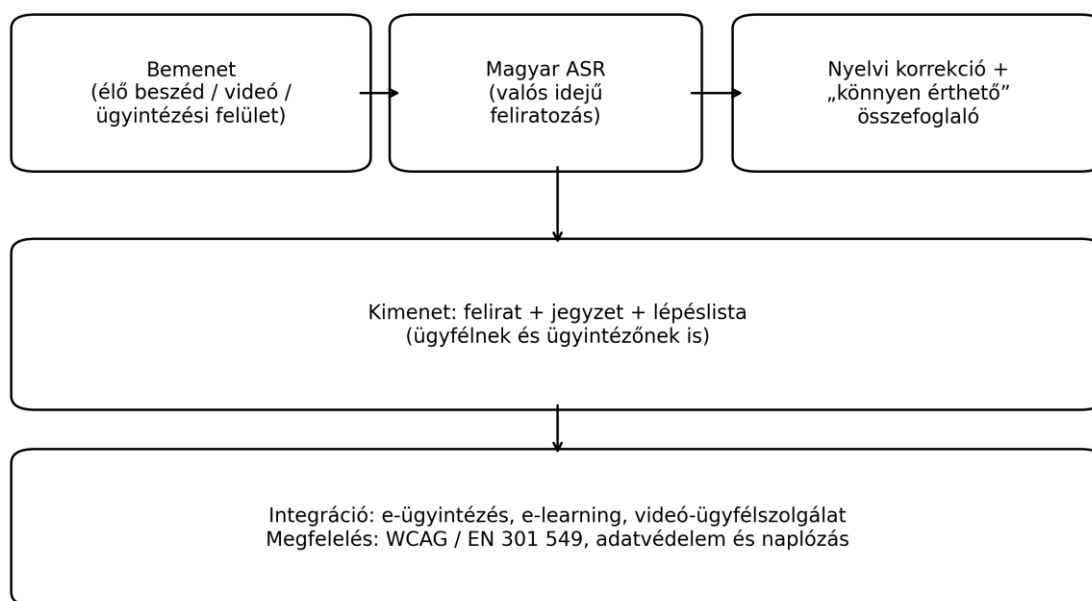 Bemenet
(élő beszéd / videó /
ügyintézési felület)
Magyar ASR
(valós idejű
feliratozás)
Nyelvi korrekció +
„könnyen érthető”
összefoglaló
Kimenet: felirat + jegyzet + lépéslista
(ügyfélnek és ügyintézőnek is)
Integráció: e-ügyintézés, e-learning, videó-ügyfélszolgálat
Megfelelés: WCAG / EN 301 549, adatvédelem és naplózás